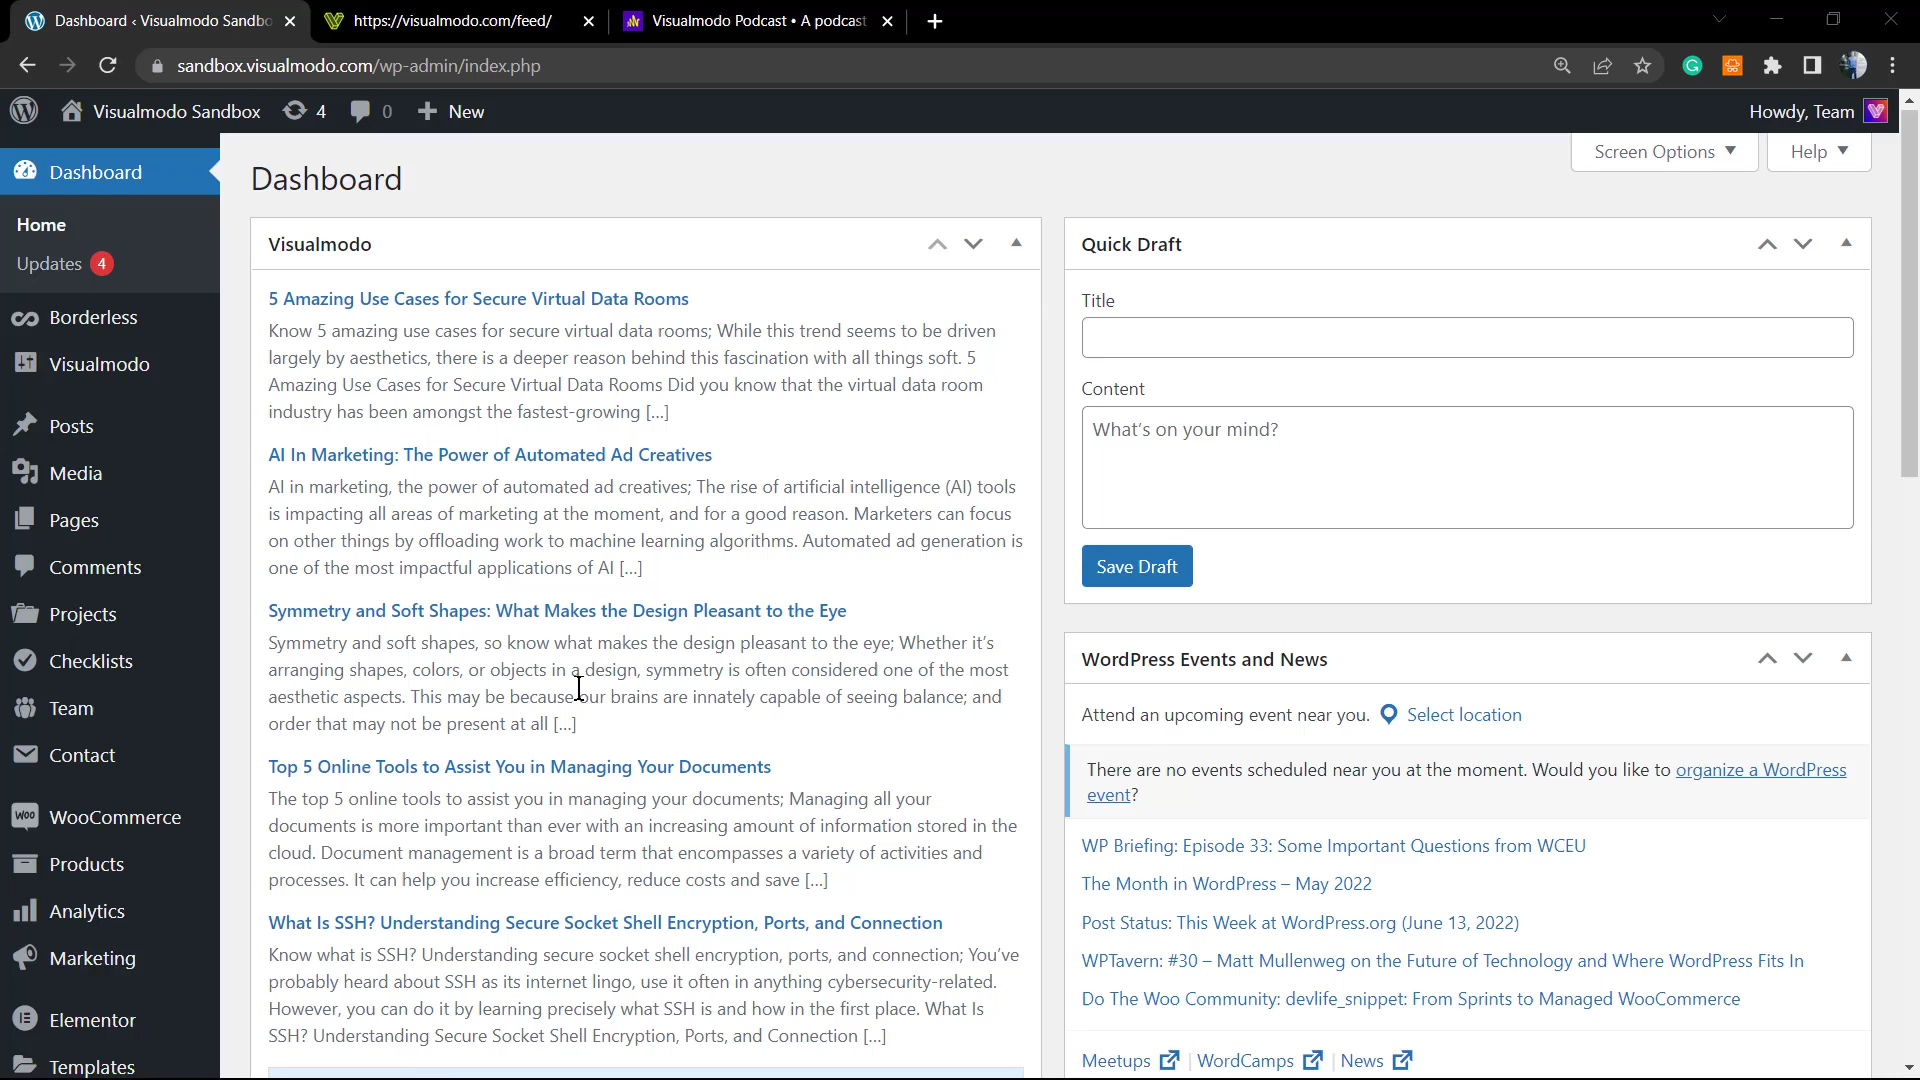 Dashboard ‹ Visualmodo Sandbo
https://visualmodo.com/feed/
Visualmodo Podcast • A podcast
sandbox.visualmodo.com/wp-admin/index.php
Visualmodo Sandbox
4
0
New
Howdy, Team
Dashboard
Home
Updates 4
Borderless
Visualmodo
Posts
Media
Pages
Comments
Projects
Checklists
Team
Contact
WooCommerce
Products
Analytics
Marketing
Elementor
Templates
Screen Options
Help
Dashboard
Visualmodo
5 Amazing Use Cases for Secure Virtual Data Rooms
Know 5 amazing use cases for secure virtual data rooms; While this trend seems to be driven
largely by aesthetics, there is a deeper reason behind this fascination with all things soft. 5
Amazing Use Cases for Secure Virtual Data Rooms Did you know that the virtual data room
industry has been amongst the fastest-growing […]
AI In Marketing: The Power of Automated Ad Creatives
AI in marketing, the power of automated ad creatives; The rise of artificial intelligence (AI) tools
is impacting all areas of marketing at the moment, and for a good reason. Marketers can focus
on other things by offloading work to machine learning algorithms. Automated ad generation is
one of the most impactful applications of AI […]
Symmetry and Soft Shapes: What Makes the Design Pleasant to the Eye
Symmetry and soft shapes, so know what makes the design pleasant to the eye; Whether it's
arranging shapes, colors, or objects in a design, symmetry is often considered one of the most
aesthetic aspects. This may be because our brains are innately capable of seeing balance; and
order that may not be present at all […]
Top 5 Online Tools to Assist You in Managing Your Documents
The top 5 online tools to assist you in managing your documents; Managing all your
documents is more important than ever with an increasing amount of information stored in the
cloud. Document management is a broad term that encompasses a variety of activities and
processes. It can help you increase efficiency, reduce costs and save […]
What Is SSH? Understanding Secure Socket Shell Encryption, Ports, and Connection
Know what is SSH? Understanding secure socket shell encryption, ports, and connection; You've
probably heard about SSH as its internet lingo, use it often in anything cybersecurity-related.
However, you can do it by learning precisely what SSH is and how in the first place. What Is
SSH? Understanding Secure Socket Shell Encryption, Ports, and Connection […]
Quick Draft
Title
Content
What's on your mind?
Save Draft
WordPress Events and News
Attend an upcoming event near you. Select location
There are no events scheduled near you at the moment. Would you like to organize a WordPress
event?
WP Briefing: Episode 33: Some Important Questions from WCEU
The Month in WordPress – May 2022
Post Status: This Week at WordPress.org (June 13, 2022)
WPTavern: #30 – Matt Mullenweg on the Future of Technology and Where WordPress Fits In
Do The Woo Community: devlife_snippet: From Sprints to Managed WooCommerce
Meetups | WordCamps | News